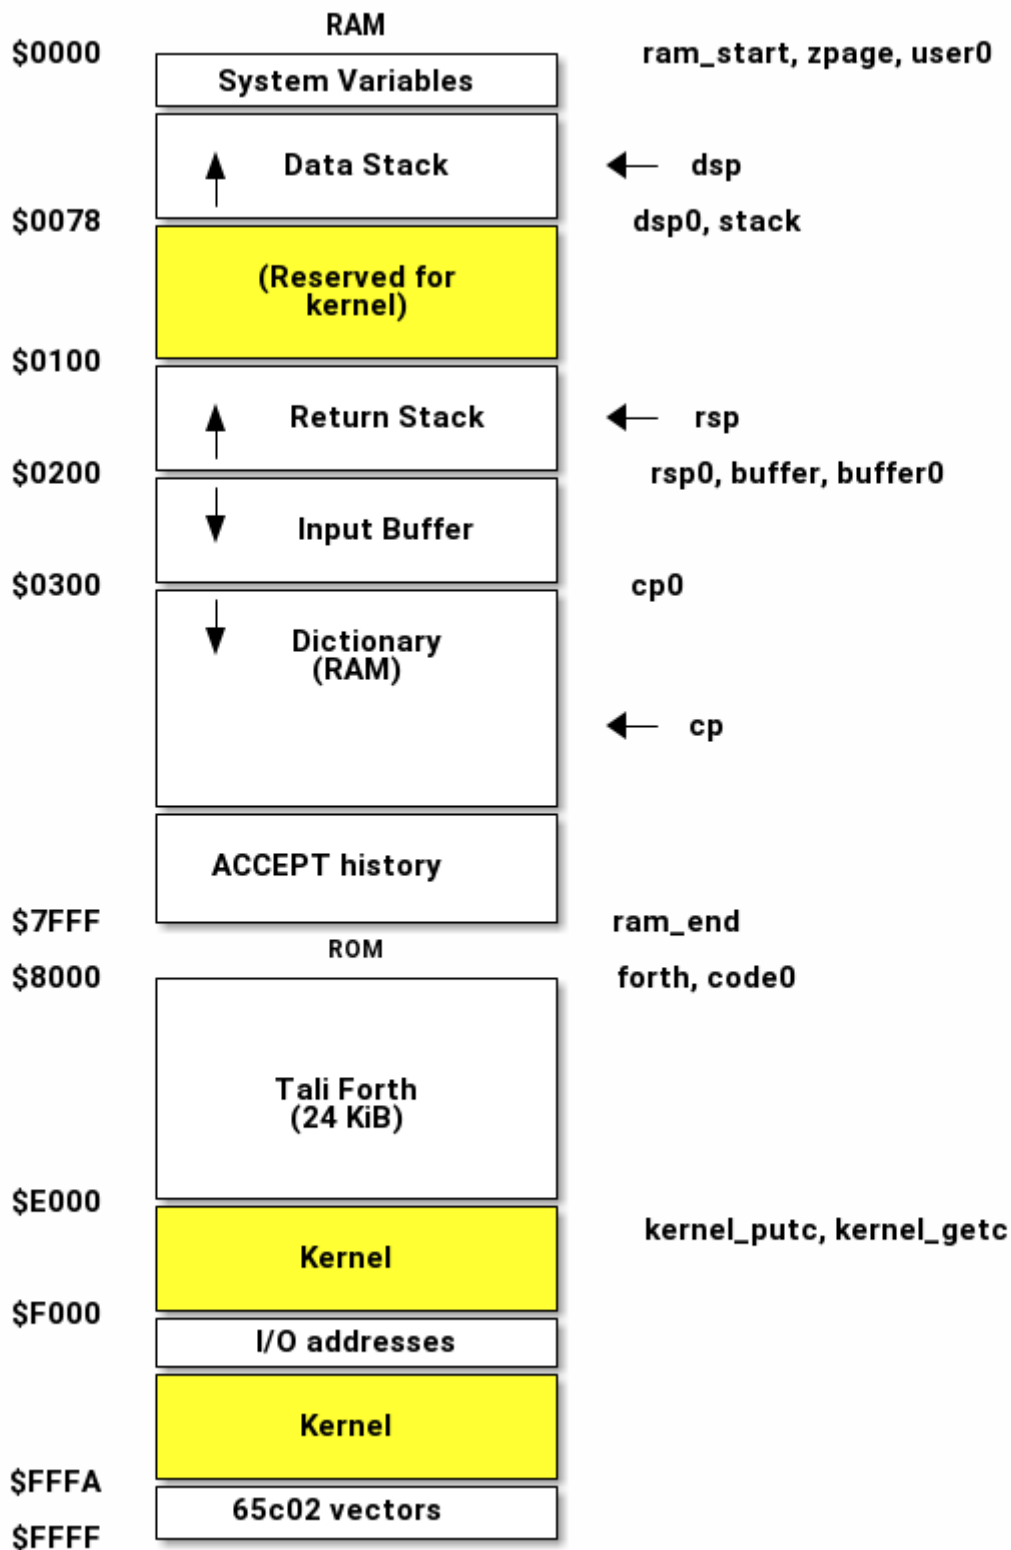 RAM
$0000 ram_start, zpage, user0
System Variables
Data Stack dsp
$0078 dsp0, stack
(Reserved for
kernel)
$0100
Return Stack rsp
$0200 rsp0, buffer, buffer0
Input Buffer
$0300 cp0
Dictionary
(RAM)
cp
ACCEPT history
$7FFF ram_end
ROM
$8000 forth, code0
Tali Forth
(24 KiB)
$E000
kernel_putc, kernel_getc
Kernel
$F000
I/O addresses
Kernel
$FFFA
65c02 vectors
$FFFF